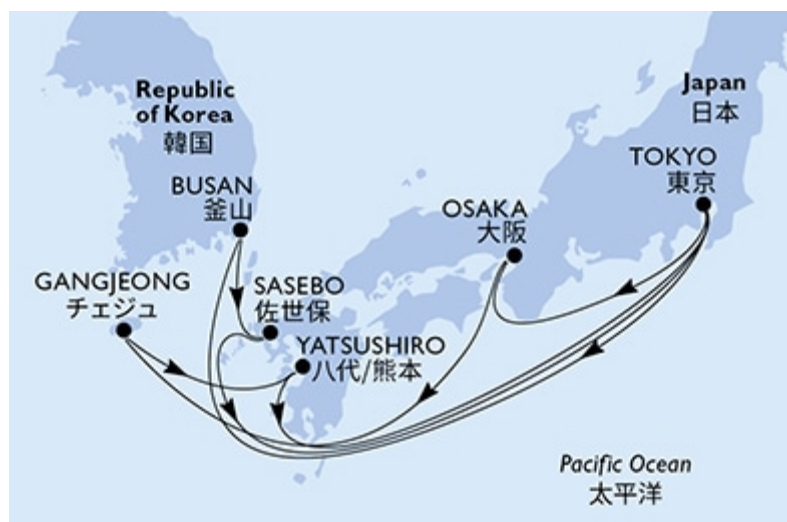 Republic
of Korea
韓国
Japan
日本
TOKYO
東京
BUSAN
釜山
OSAKA
大阪
GANGJEONG
チェジュ
SASEBO
佐世保
YATSUSHIRO
八代/熊本
Pacific Ocean
太平洋